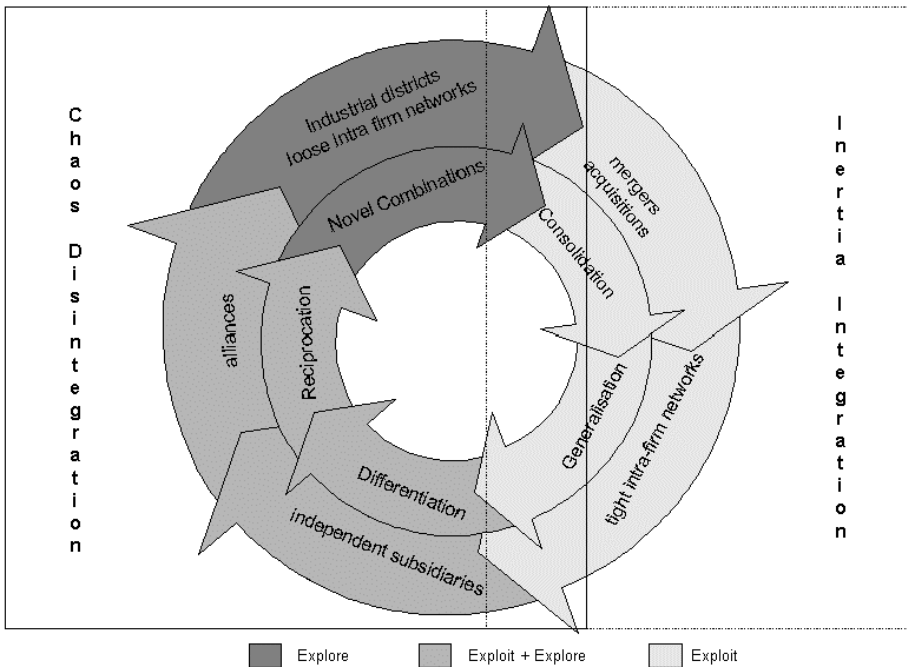 Chaos Disintegration
Industrial districts
loose intra firm networks
Novel Combinations
mergers
acquisitions
Consolidation
Inertia Integration
alliances
Reciprocation
Generalisation
tight intra-firm networks
Differentiation
independent subsidiaries
Explore
Exploit + Explore
Exploit